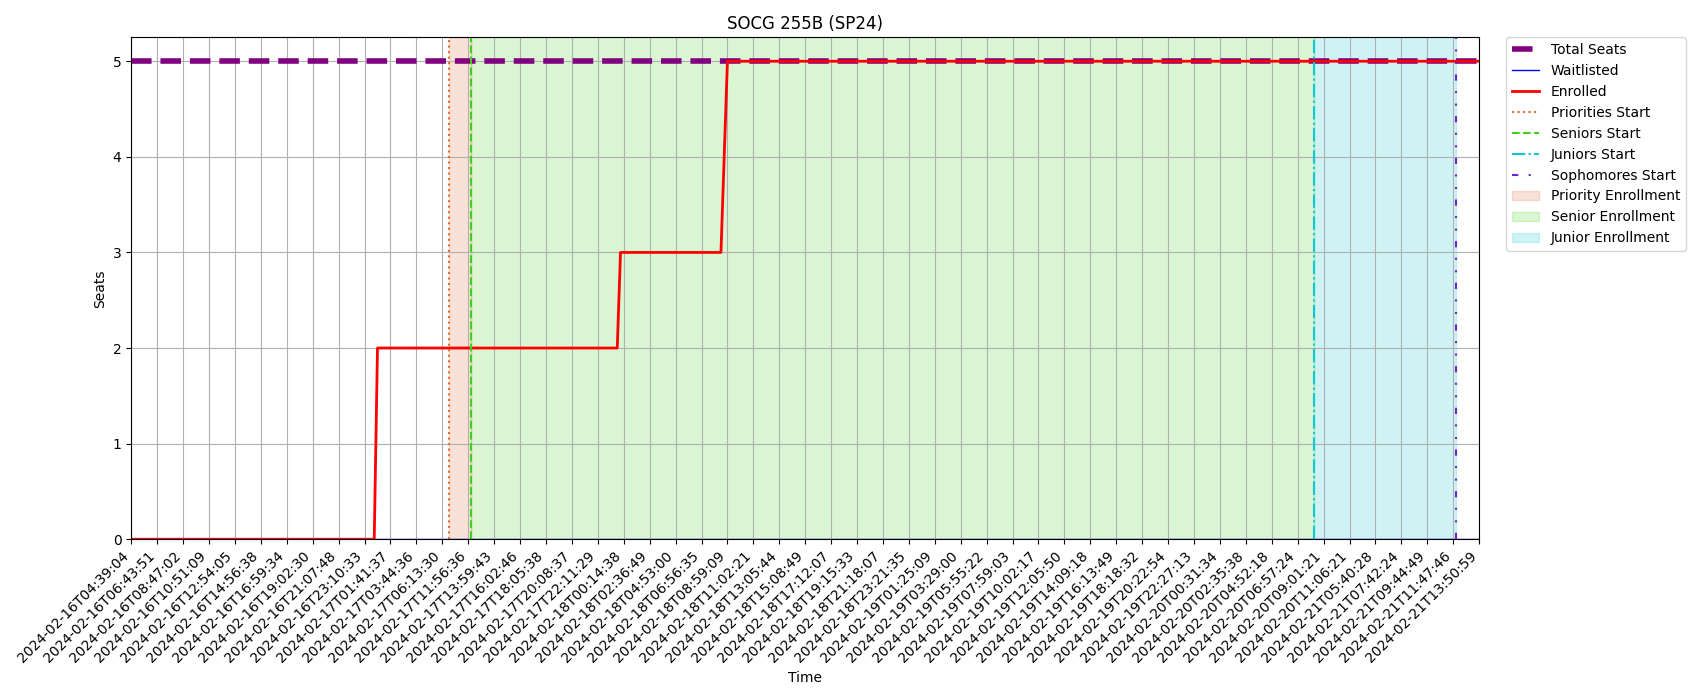 SOCG 255B (SP24)
Seats
5
4
3
2
1
0
2024-02-16T04:39:04
2024-02-16T06:43:51
2024-02-16T08:47:02
2024-02-16T10:51:09
2024-02-16T12:54:05
2024-02-16T14:56:38
2024-02-16T16:59:34
2024-02-16T19:02:30
2024-02-16T21:07:48
2024-02-16T23:10:33
2024-02-17T01:41:37
2024-02-17T03:44:36
2024-02-17T06:13:30
2024-02-17T11:56:36
2024-02-17T13:59:43
2024-02-17T16:02:46
2024-02-17T18:05:38
2024-02-17T20:08:37
2024-02-17T22:11:29
2024-02-18T00:14:38
2024-02-18T02:36:49
2024-02-18T04:53:00
2024-02-18T06:56:35
2024-02-18T08:59:09
2024-02-18T11:02:21
2024-02-18T13:05:44
2024-02-18T15:08:49
2024-02-18T17:12:07
2024-02-18T19:15:33
2024-02-18T21:18:07
2024-02-18T23:21:35
2024-02-19T01:25:09
2024-02-19T03:29:00
2024-02-19T05:55:22
2024-02-19T07:59:03
2024-02-19T10:02:17
2024-02-19T12:05:50
2024-02-19T14:09:18
2024-02-19T16:13:49
2024-02-19T18:18:32
2024-02-19T20:22:54
2024-02-19T22:27:13
2024-02-20T00:31:34
2024-02-20T02:35:38
2024-02-20T04:52:18
2024-02-20T06:57:24
2024-02-20T09:01:21
2024-02-20T11:06:21
2024-02-21T05:40:28
2024-02-21T07:42:24
2024-02-21T09:44:49
2024-02-21T11:47:46
2024-02-21T13:50:59
Time
Total Seats
Waitlisted
Enrolled
Priorities Start
Seniors Start
Juniors Start
Sophomores Start
Priority Enrollment
Senior Enrollment
Junior Enrollment